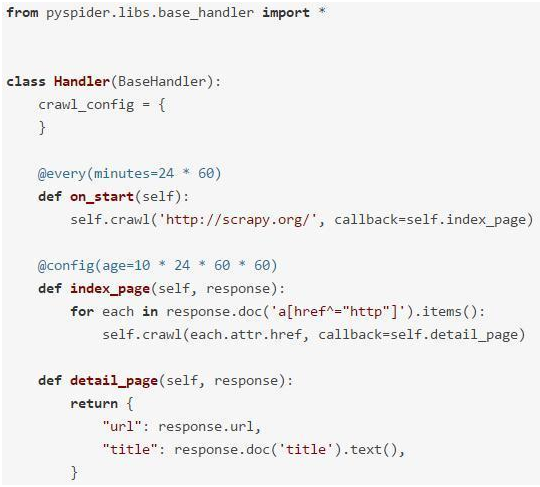 from pyspider.libs.base_handler import *
class Handler(BaseHandler):
    crawl_config = {
    }
    @every(minutes=24 * 60)
    def on_start(self):
        self.crawl('http://scrapy.org/', callback=self.index_page)
    @config(age=10 * 24 * 60 * 60)
    def index_page(self, response):
        for each in response.doc('a[href^="http"]').items():
            self.crawl(each.attr.href, callback=self.detail_page)
    def detail_page(self, response):
        return {
            "url": response.url,
            "title": response.doc('title').text(),
        }